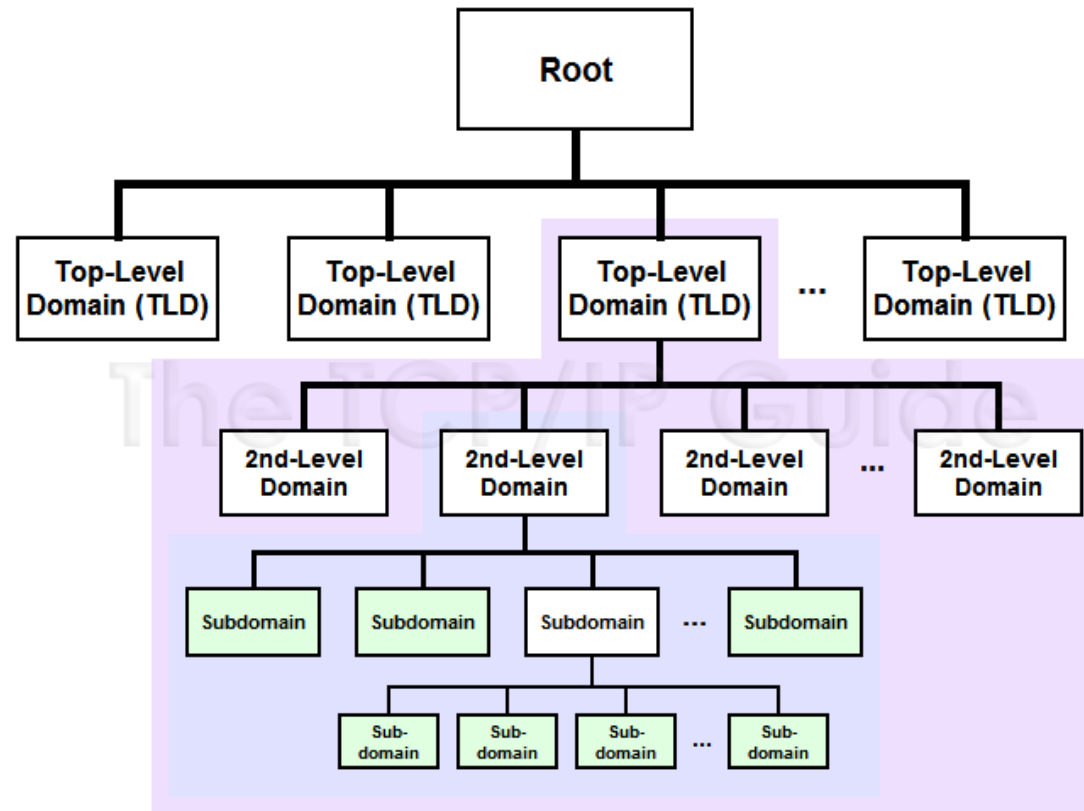 Root
Top-Level
Domain (TLD)
Top-Level
Domain (TLD)
Top-Level
Domain (TLD)
...
Top-Level
Domain (TLD)
The TCP/IP Guide
2nd-Level
Domain
2nd-Level
Domain
2nd-Level
Domain
...
2nd-Level
Domain
Subdomain
Subdomain
Subdomain
...
Subdomain
Sub-
domain
Sub-
domain
Sub-
domain
...
Sub-
domain